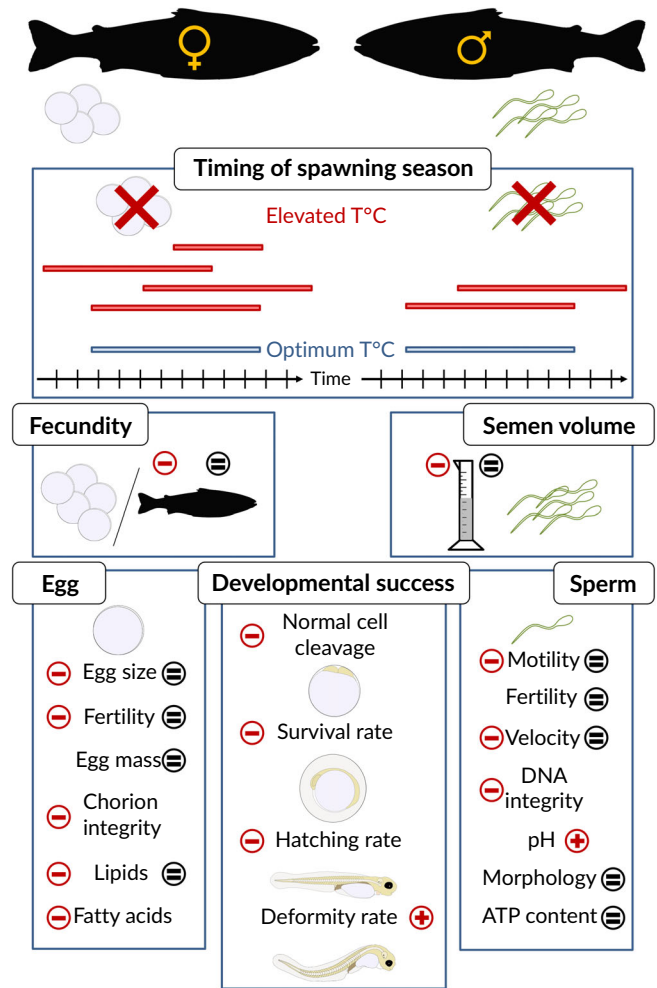 Timing of spawning season
Elevated T°C
Optimum T°C
Time
Fecundity
Semen volume
Egg
Egg size
Fertility
Egg mass
Chorion
integrity
Lipids
Fatty acids
Developmental success
Normal cell
cleavage
Survival rate
Hatching rate
Deformity rate
Sperm
Motility
Fertility
Velocity
DNA
integrity
pH
Morphology
ATP content